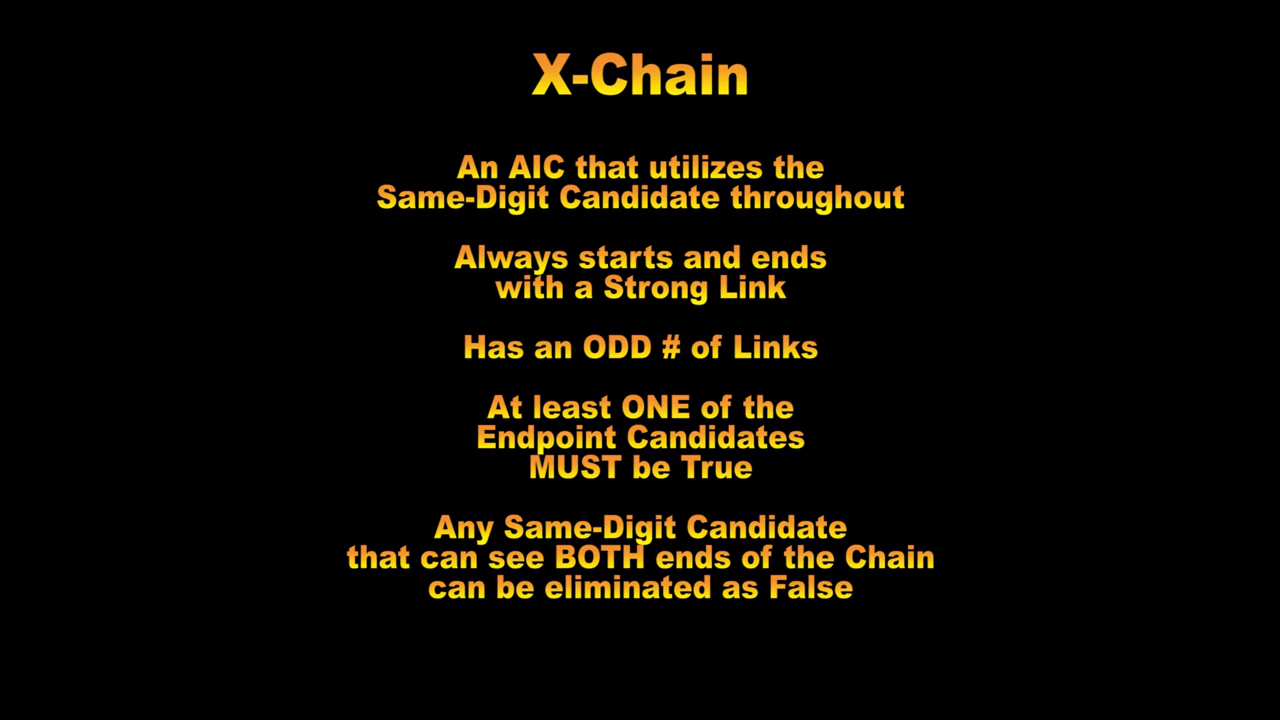 X-Chain
An AIC that utilizes the
Same-Digit Candidate throughout
Always starts and ends
with a Strong Link
Has an ODD # of Links
At least ONE of the
Endpoint Candidates
MUST be True
Any Same-Digit Candidate
that can see BOTH ends of the Chain
can be eliminated as False